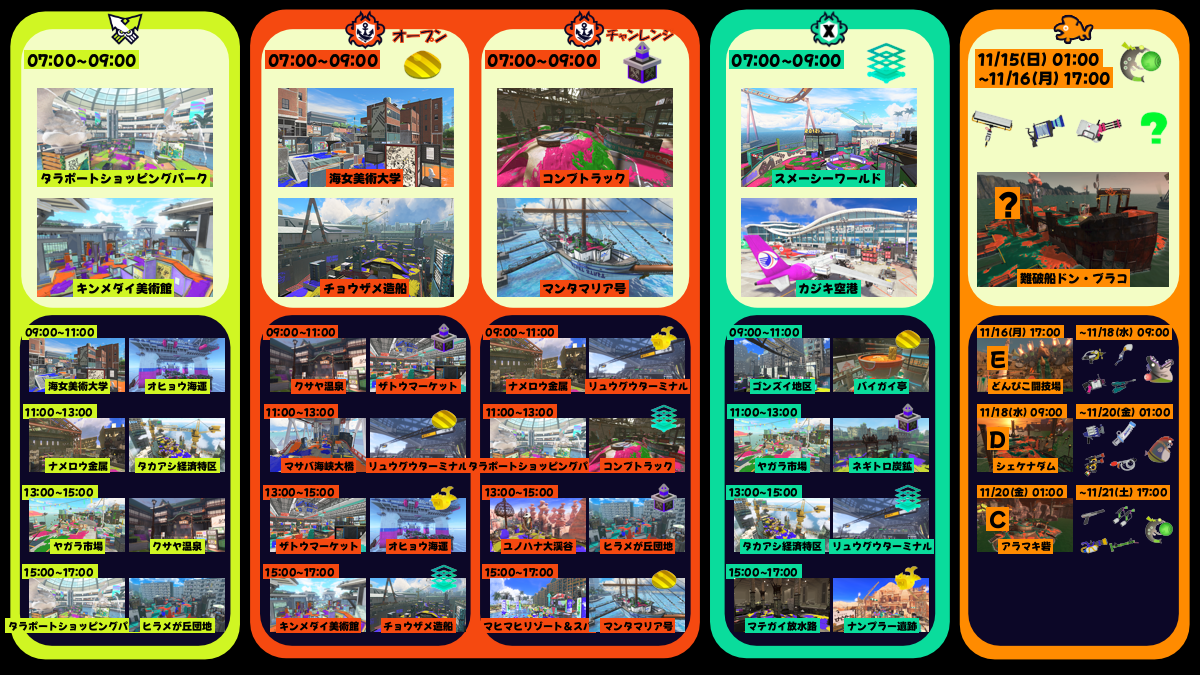 07:00~09:00
タラポートショッピングパーク
キンメダイ美術館
09:00~11:00
海女美術大学
オヒョウ海運
11:00~13:00
ナメロウ金属
タカアシ経済特区
13:00~15:00
ヤガラ市場
クサヤ温泉
15:00~17:00
タラポートショッピングパ
ヒラメが丘団地
オープン
07:00~09:00
海女美術大学
チョウザメ造船
09:00~11:00
クサヤ温泉
ザトウマーケット
11:00~13:00
マサバ海峡大橋
リュウグウターミナル
13:00~15:00
ザトウマーケット
オヒョウ海運
15:00~17:00
キンメダイ美術館
チョウザメ造船
チャンレンジ
07:00~09:00
コンブトラック
マンタマリア号
09:00~11:00
ナメロウ金属
リュウグウターミナル
11:00~13:00
タラポートショッピングパ
コンブトラック
13:00~15:00
ユノハナ大渓谷
ヒラメが丘団地
15:00~17:00
マヒマヒリゾート&スパ
マンタマリア号
X
07:00~09:00
スメーシーワールド
カジキ空港
09:00~11:00
ゴンズイ地区
バイガイ亭
11:00~13:00
ヤガラ市場
ネギトロ炭鉱
13:00~15:00
タカアシ経済特区
リュウグウターミナル
15:00~17:00
マテガイ放水路
ナンプラー遺跡
11/15(日) 01:00
~11/16(月) 17:00
?
?
難破船ドン・ブラコ
11/16(月) 17:00
~11/18(水) 09:00
E
どんぴこ闘技場
11/18(水) 09:00
~11/20(金) 01:00
D
シェケナダム
11/20(金) 01:00
~11/21(土) 17:00
C
アラマキ砦